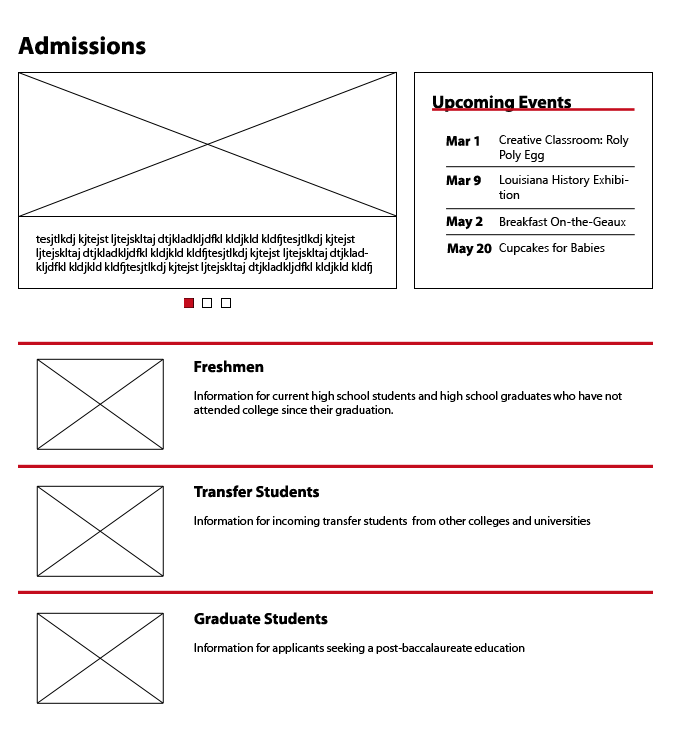 Admissions
tesjtlkdj kjtejst ljtejskltaj dtjkladkljdfkl kldjkld kldfjtesjtlkdj kjtejst
ljtejskltaj dtjkladkljdfkl kldjkld kldfjtesjtlkdj kjtejst ljtejskltaj dtjklad-
kljdfkl kldjkld kldfjtesjtlkdj kjtejst ljtejskltaj dtjkladkljdfkl kldjkld kldfj
Upcoming Events
Mar 1 Creative Classroom: Roly
Poly Egg
Mar 9 Louisiana History Exhibi-
tion
May 2 Breakfast On-the-Geaux
May 20 Cupcakes for Babies
Freshmen
Information for current high school students and high school graduates who have not
attended college since their graduation.
Transfer Students
Information for incoming transfer students from other colleges and universities
Graduate Students
Information for applicants seeking a post-baccalaureate education